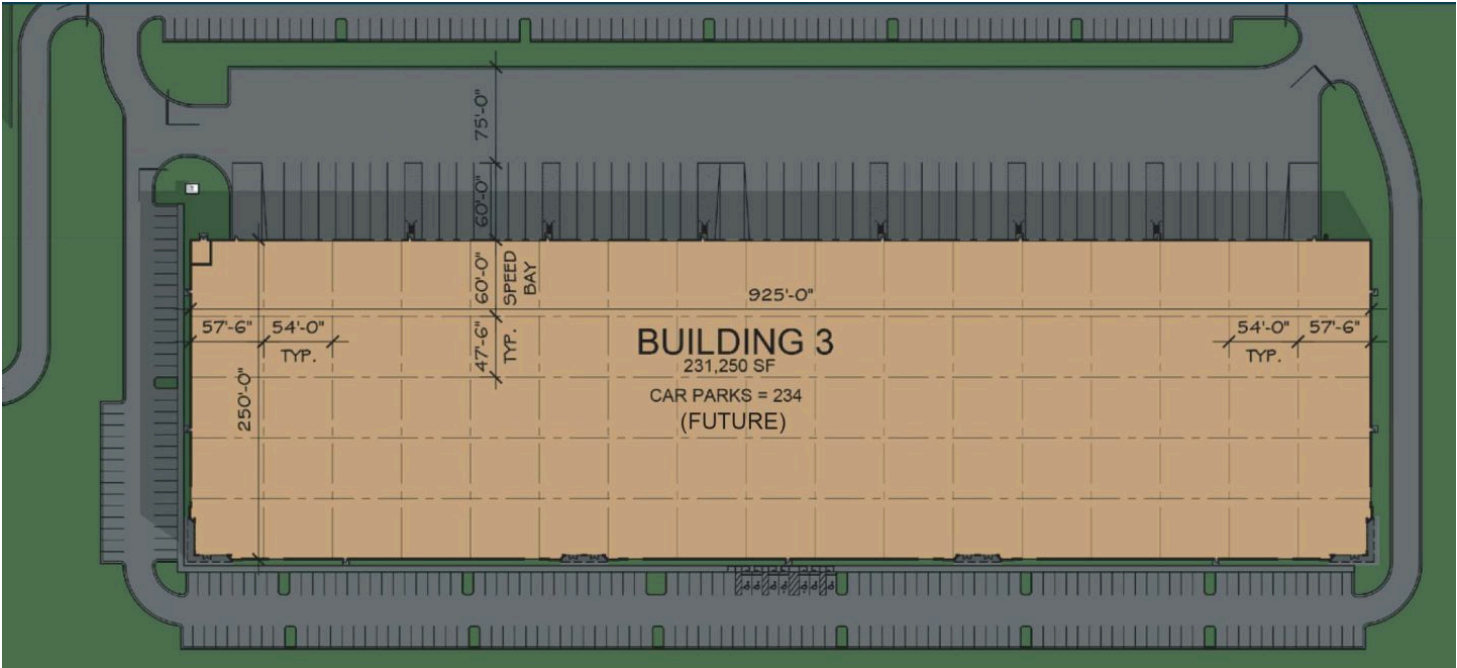 75'-0"
60'-0"
60'-0"
SPEED
BAY
925'-0"
57'-6"
54'-0"
TYP.
47'-6"
TYP.
BUILDING 3
231,250 SF
CAR PARKS = 234
(FUTURE)
54'-0"
57'-6"
TYP.
250'-0"